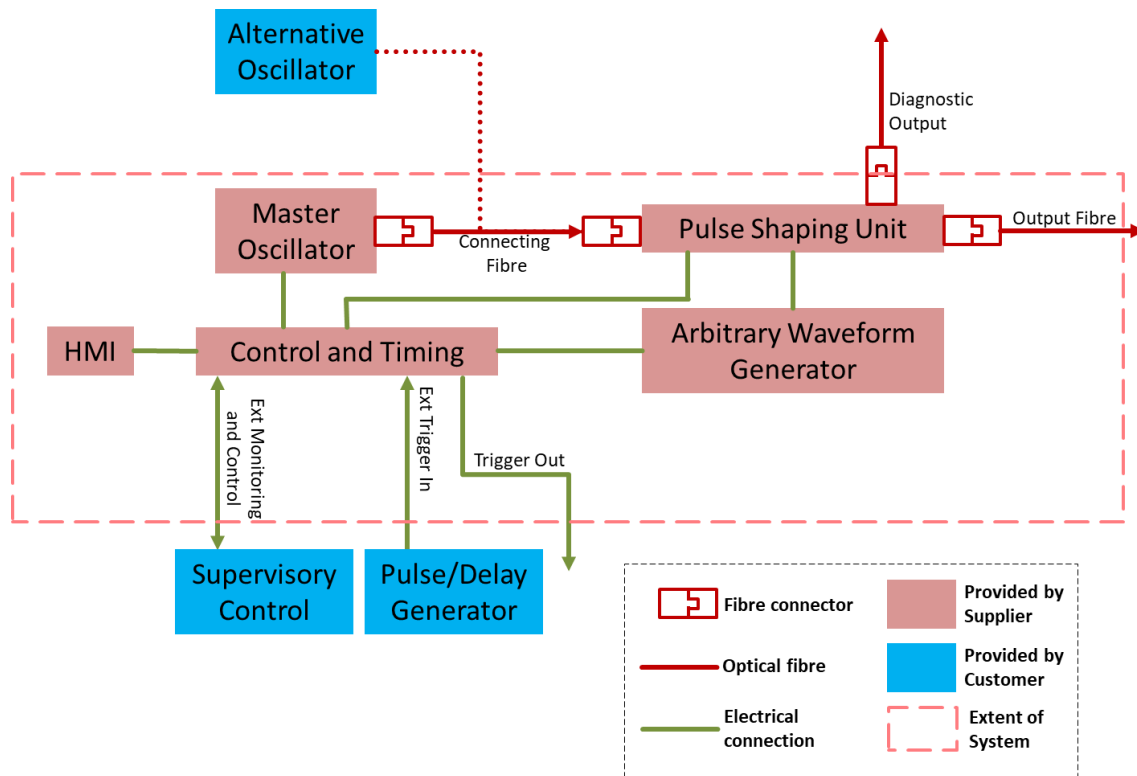 Alternative
Oscillator
Diagnostic
Output
Master
Oscillator
Connecting
Fibre
Pulse Shaping Unit
Output Fibre
HMI
Control and Timing
Arbitrary Waveform
Generator
Ext Monitoring
and Control
Ext Trigger In
Trigger Out
Supervisory
Control
Pulse/Delay
Generator
Fibre connector
Provided by
Supplier
Optical fibre
Provided by
Customer
Electrical
connection
Extent of
System